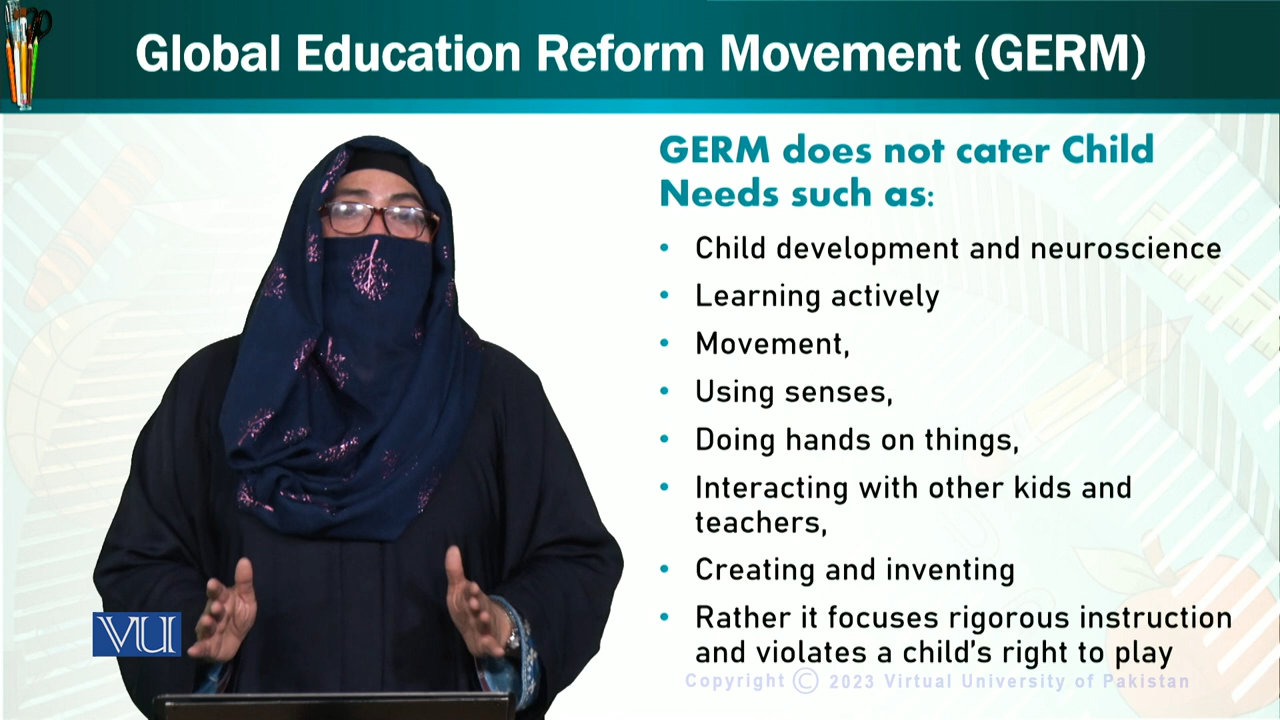 Global Education Reform Movement (GERM)
GERM does not cater Child
Needs such as:
• Child development and neuroscience
• Learning actively
• Movement,
• Using senses,
• Doing hands on things,
• Interacting with other kids and
teachers,
• Creating and inventing
• Rather it focuses rigorous instruction
and violates a child's right to play
VU
Copyright © 2023 Virtual University of Pakistan